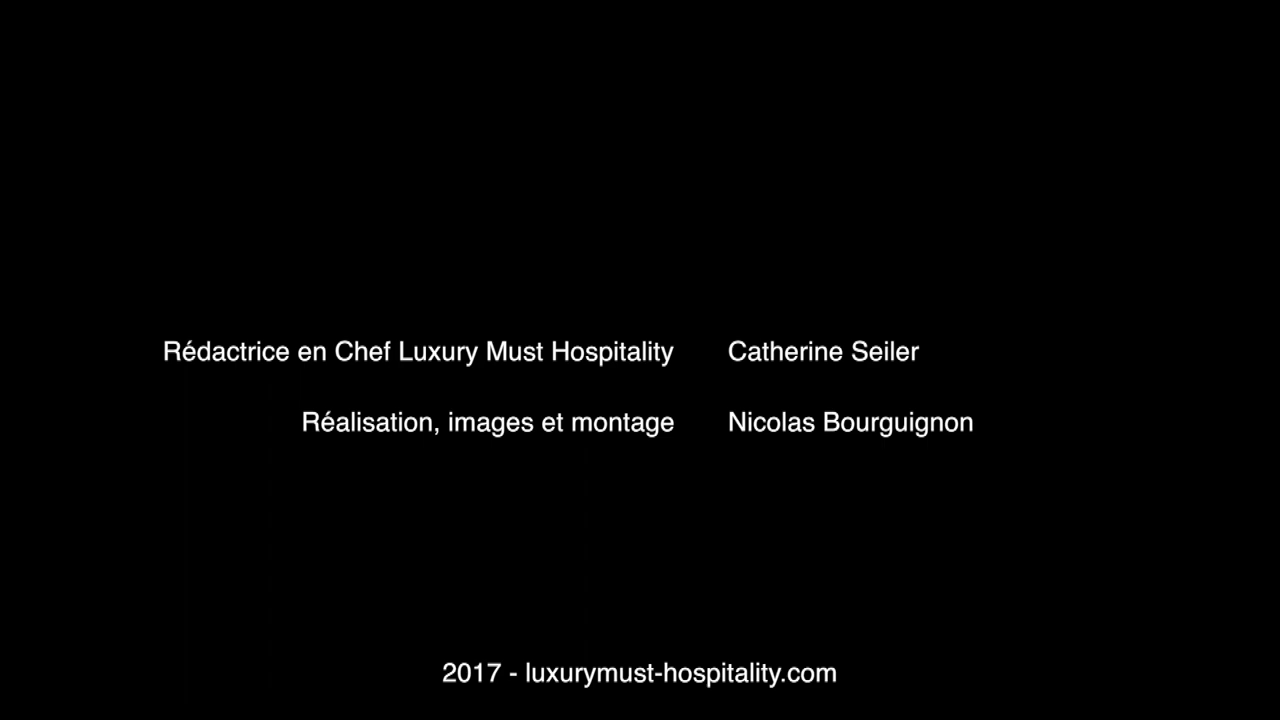 Rédactrice en Chef Luxury Must Hospitality Catherine Seiler
Réalisation, images et montage Nicolas Bourguignon
2017 - luxurymust-hospitality.com